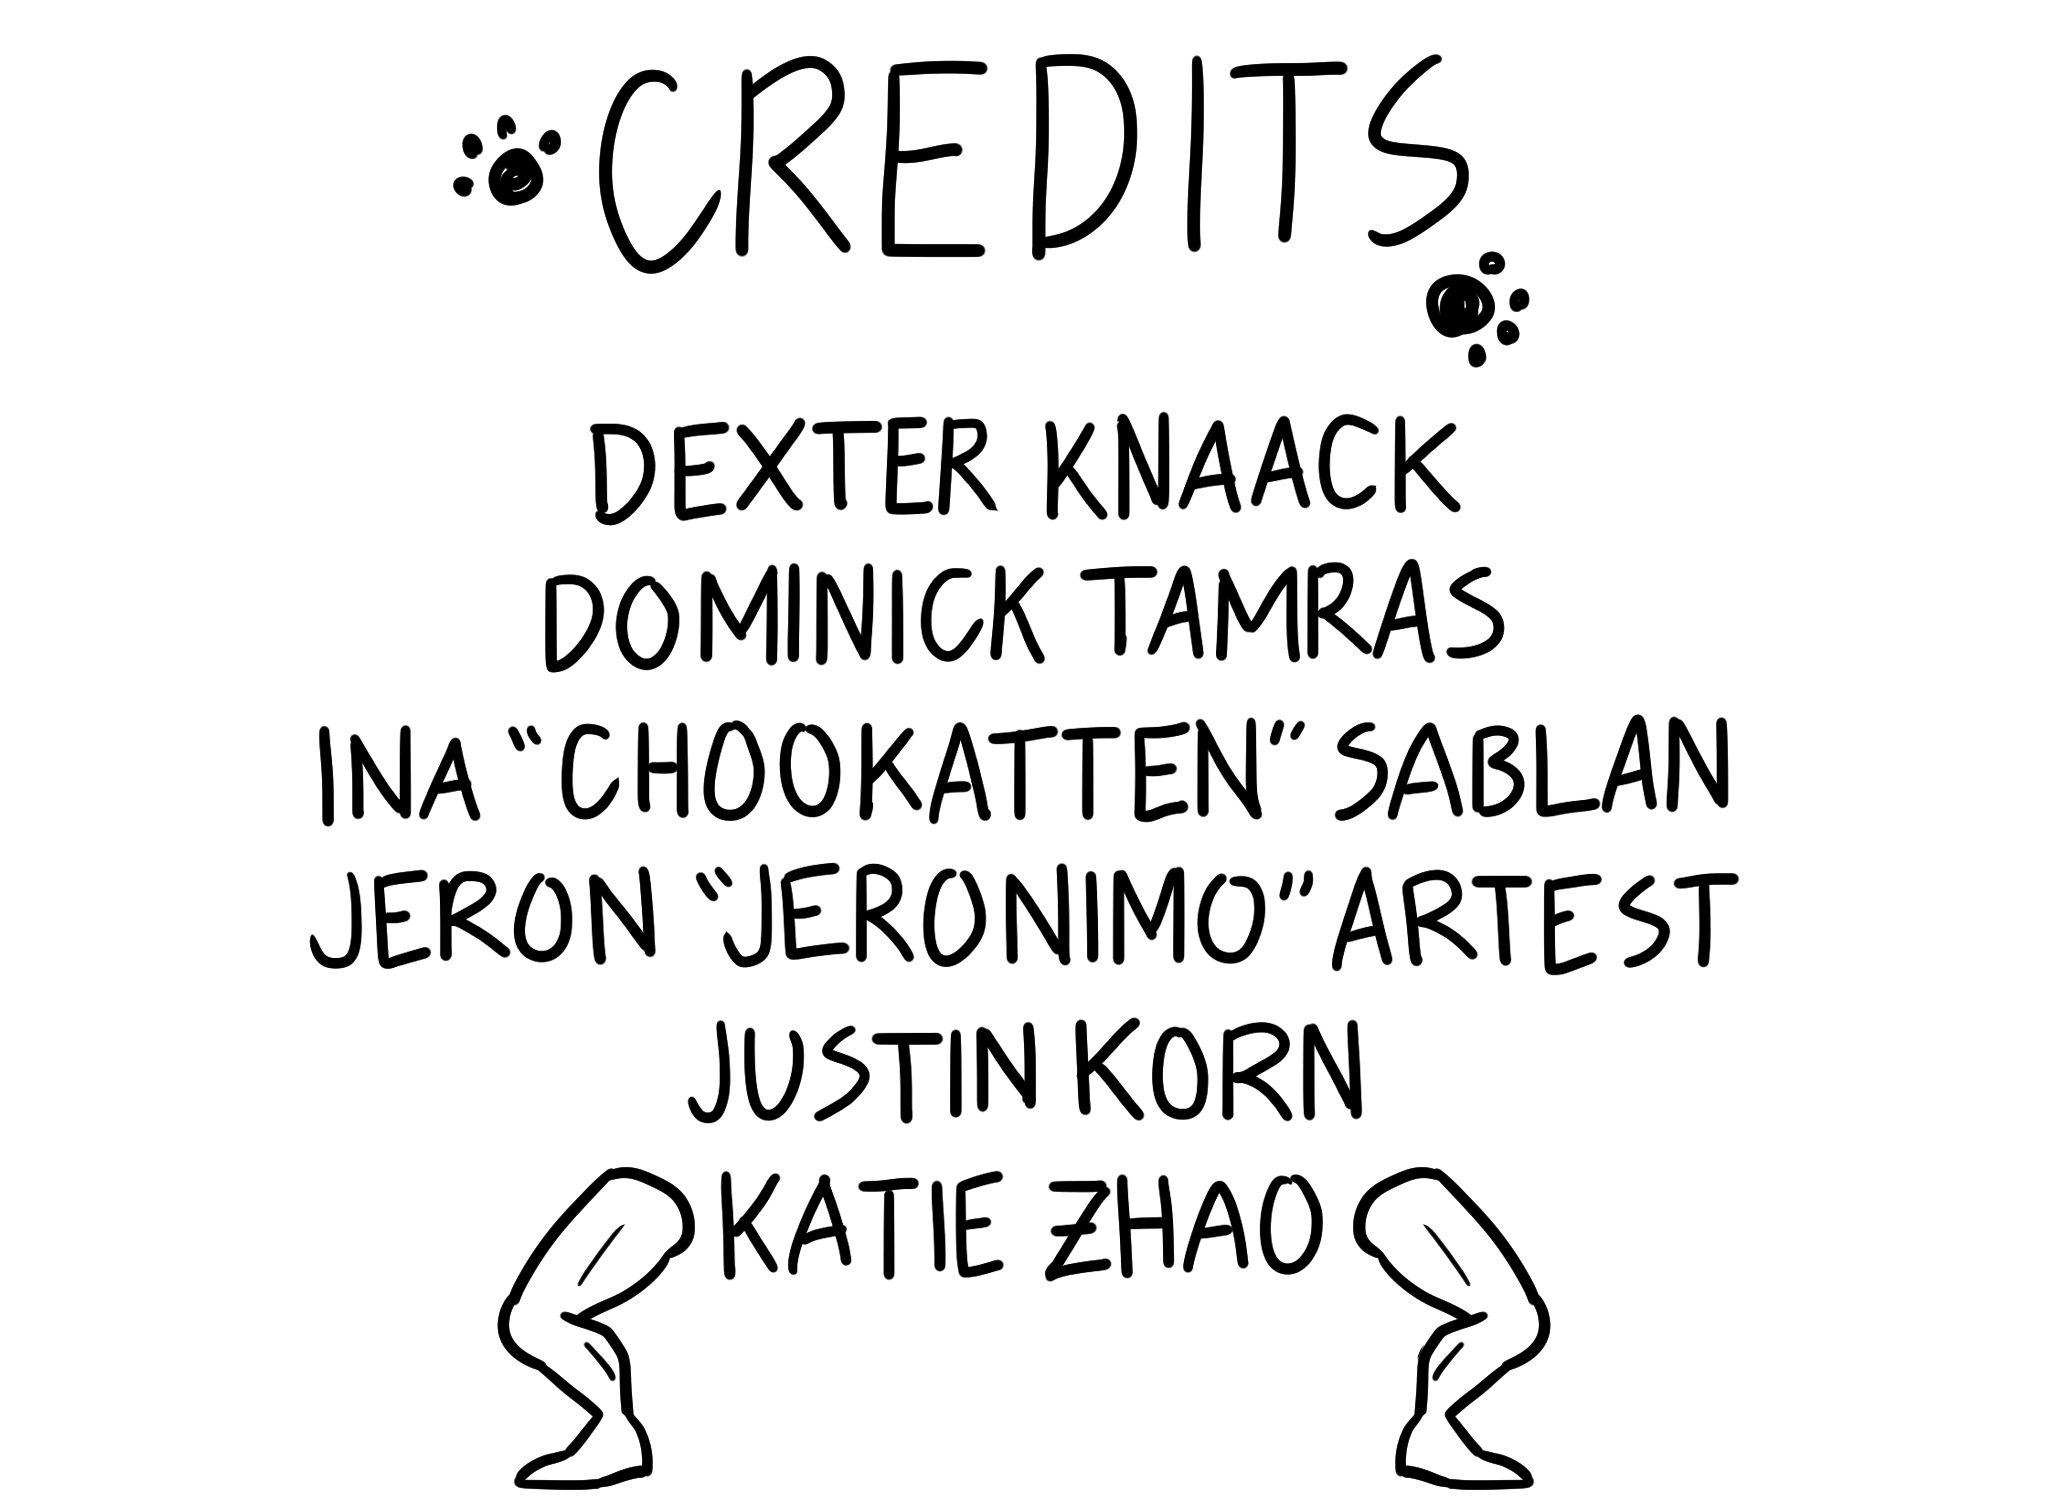 CREDITS
DEXTER KNAACK
DOMINICK TAMRAS
INA “CHOOKATTEN” SABLAN
JERON “JERONIMO” ARTEST
JUSTIN KORN
KATIE ZHAO